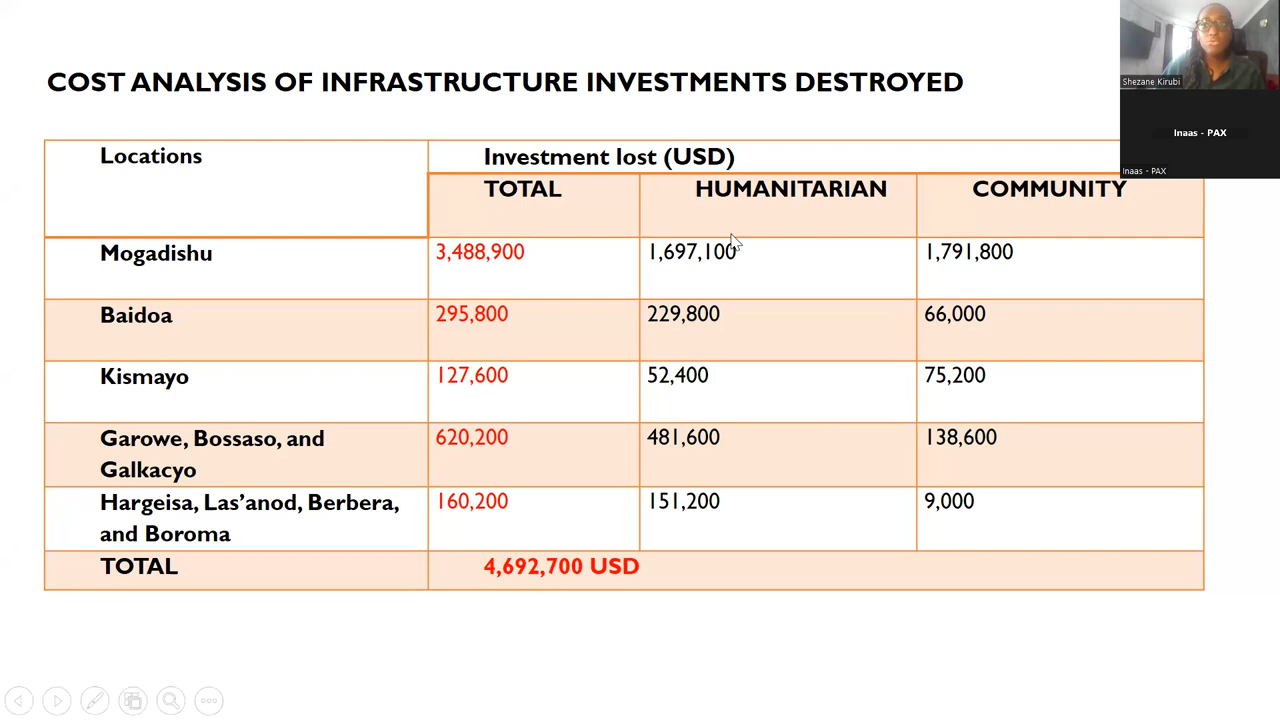 COST ANALYSIS OF INFRASTRUCTURE INVESTMENTS DESTROYED
Shezane Kirubi
Inaas - PAX
Inaas - PAX
Locations
Investment lost (USD)
TOTAL
HUMANITARIAN
COMMUNITY
Mogadishu
3,488,900
1,697,100
1,791,800
Baidoa
295,800
229,800
66,000
Kismayo
127,600
52,400
75,200
Garowe, Bossaso, and
Galkacyo
620,200
481,600
138,600
Hargeisa, Las’anod, Berbera,
and Boroma
160,200
151,200
9,000
TOTAL
4,692,700 USD